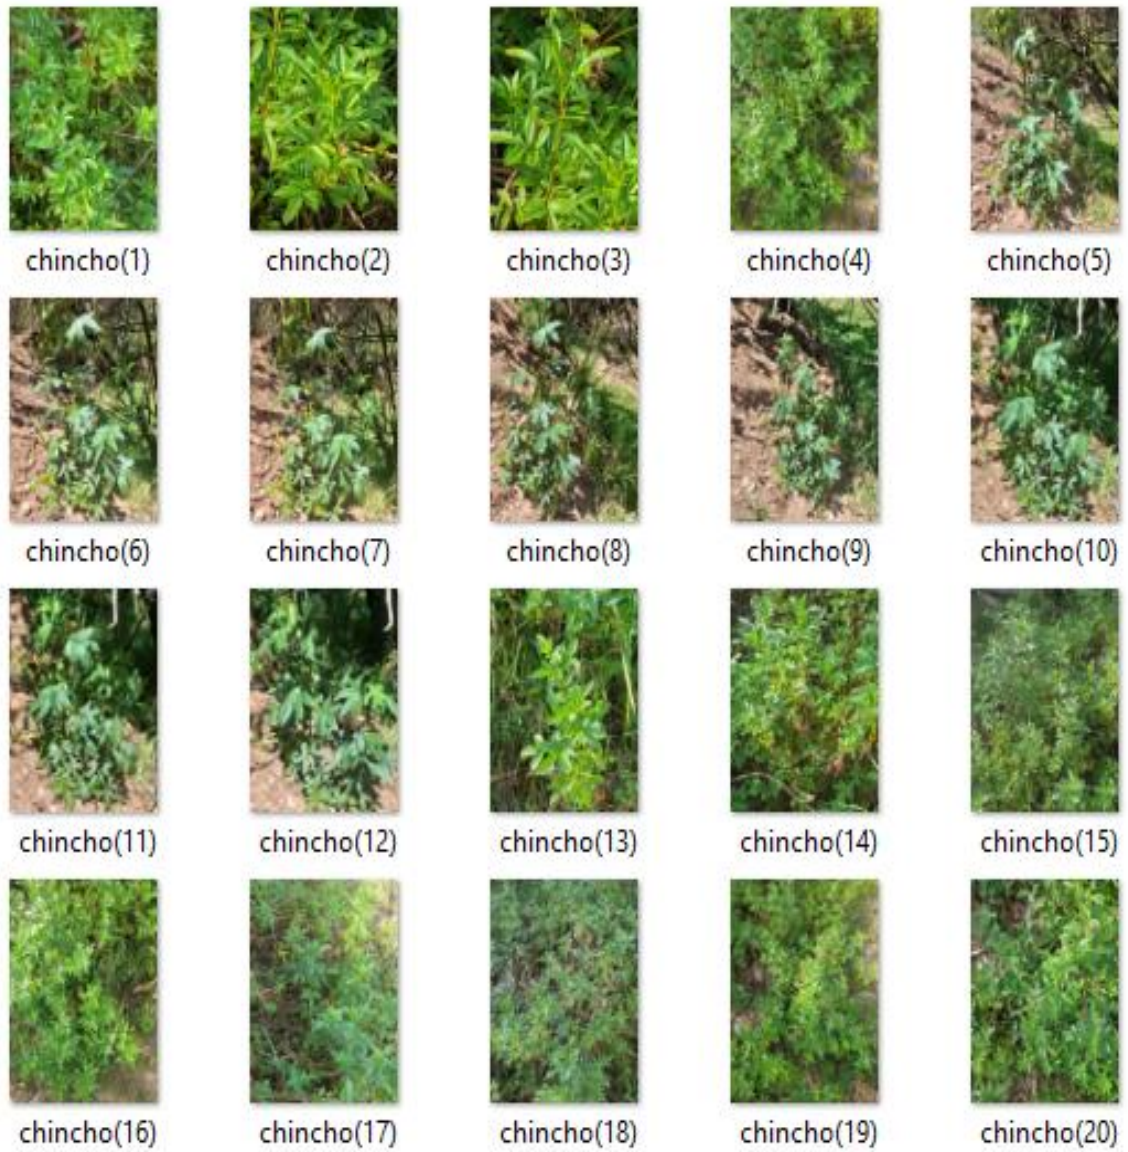 chincho(1) chincho(2) chincho(3) chincho(4) chincho(5)
chincho(6) chincho(7) chincho(8) chincho(9) chincho(10)
chincho(11) chincho(12) chincho(13) chincho(14) chincho(15)
chincho(16) chincho(17) chincho(18) chincho(19) chincho(20)